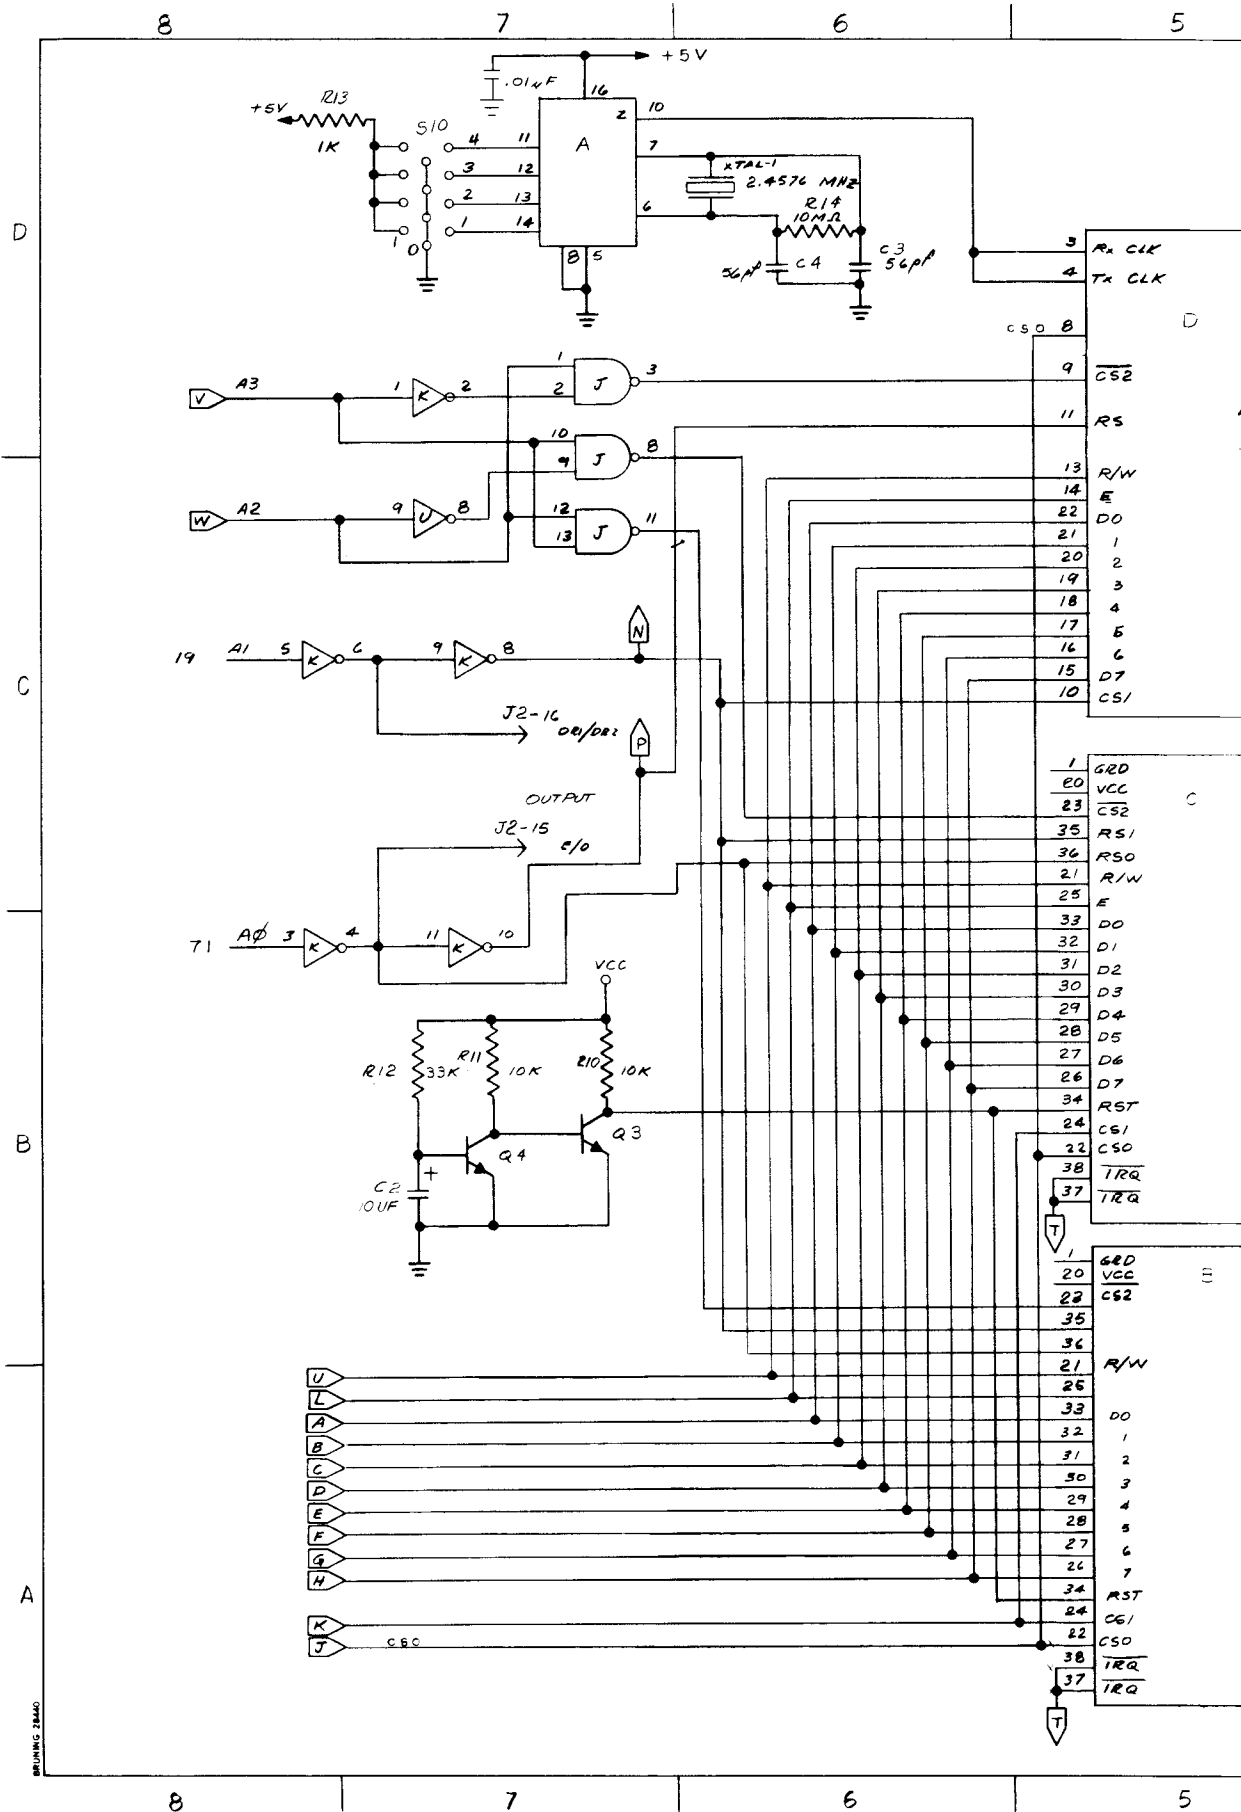 8 7 6 5
+5V
.01µF
R13
+5V
1K
S10
16
Z 10
4 11
A
7
3 12
XTAL-1
2.4576 MHZ
2 13
6
R14
10MΩ
1 14
1 0
8 5
56pf C4
C3
56pf
D
3 Rx CLK
4 Tx CLK
D
CS0 8
9 CS2
11 RS
V A3 1 K 2
1
2 J 3
10
9 J 8
W A2 9 U 8
12
13 J 11
13 R/W
14 E
22 D0
21 1
20 2
19 3
18 4
17 5
16 6
15 D7
10 CS1
C
19 A1 5 K 6 9 K 8
N
J2-16 OR1/OR2
P
OUTPUT
J2-15 E/O
71 AØ 3 K 4 11 K 10
1 GRD
20 VCC
C
23 CS2
35 RS1
36 RS0
21 R/W
25 E
33 D0
32 D1
31 D2
30 D3
29 D4
28 D5
27 D6
26 D7
34 RST
24 CS1
22 CS0
38 IRQ
37 IRQ
T
VCC
R12 33K
R11 10K
R10 10K
B
Q4
Q3
+
C2
10UF
1 GRD
20 VCC
E
23 CS2
35
36
U 21 R/W
L 25
A 33 D0
B 32 1
C 31 2
D 30 3
E 29 4
F 28 5
G 27 6
H 26 7
34 RST
K 24 CS1
J CS0 22 CS0
38 IRQ
37 IRQ
T
A
BRUNING 28440
8 7 6 5